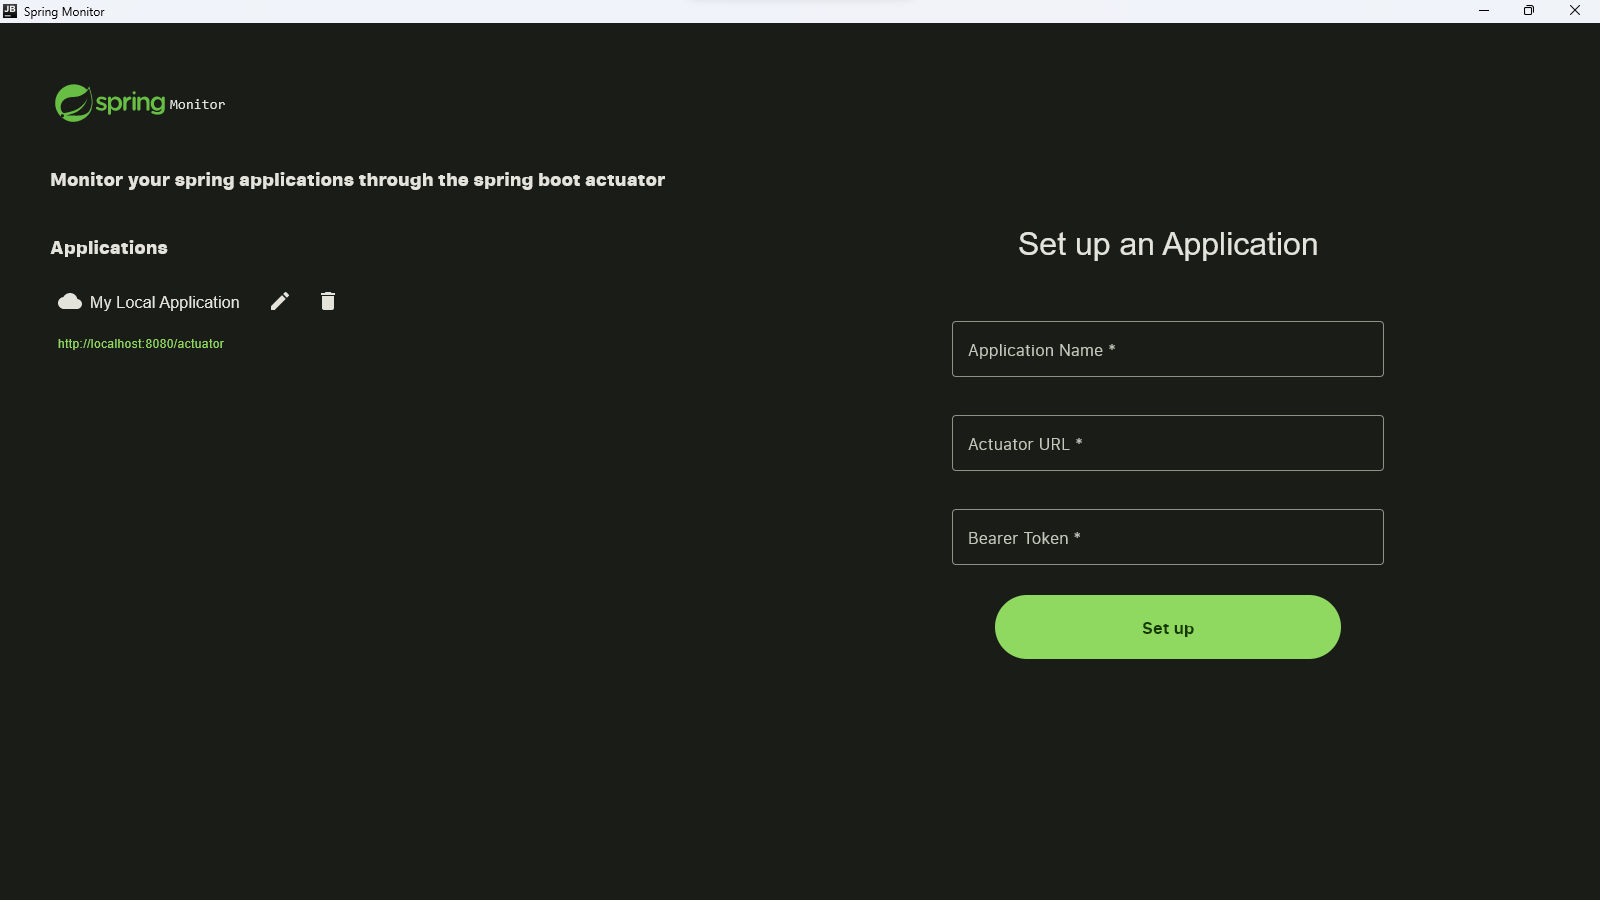 JB
Spring Monitor
spring Monitor
Monitor your spring applications through the spring boot actuator
Applications
My Local Application
http://localhost:8080/actuator
Set up an Application
Application Name *
Actuator URL *
Bearer Token *
Set up